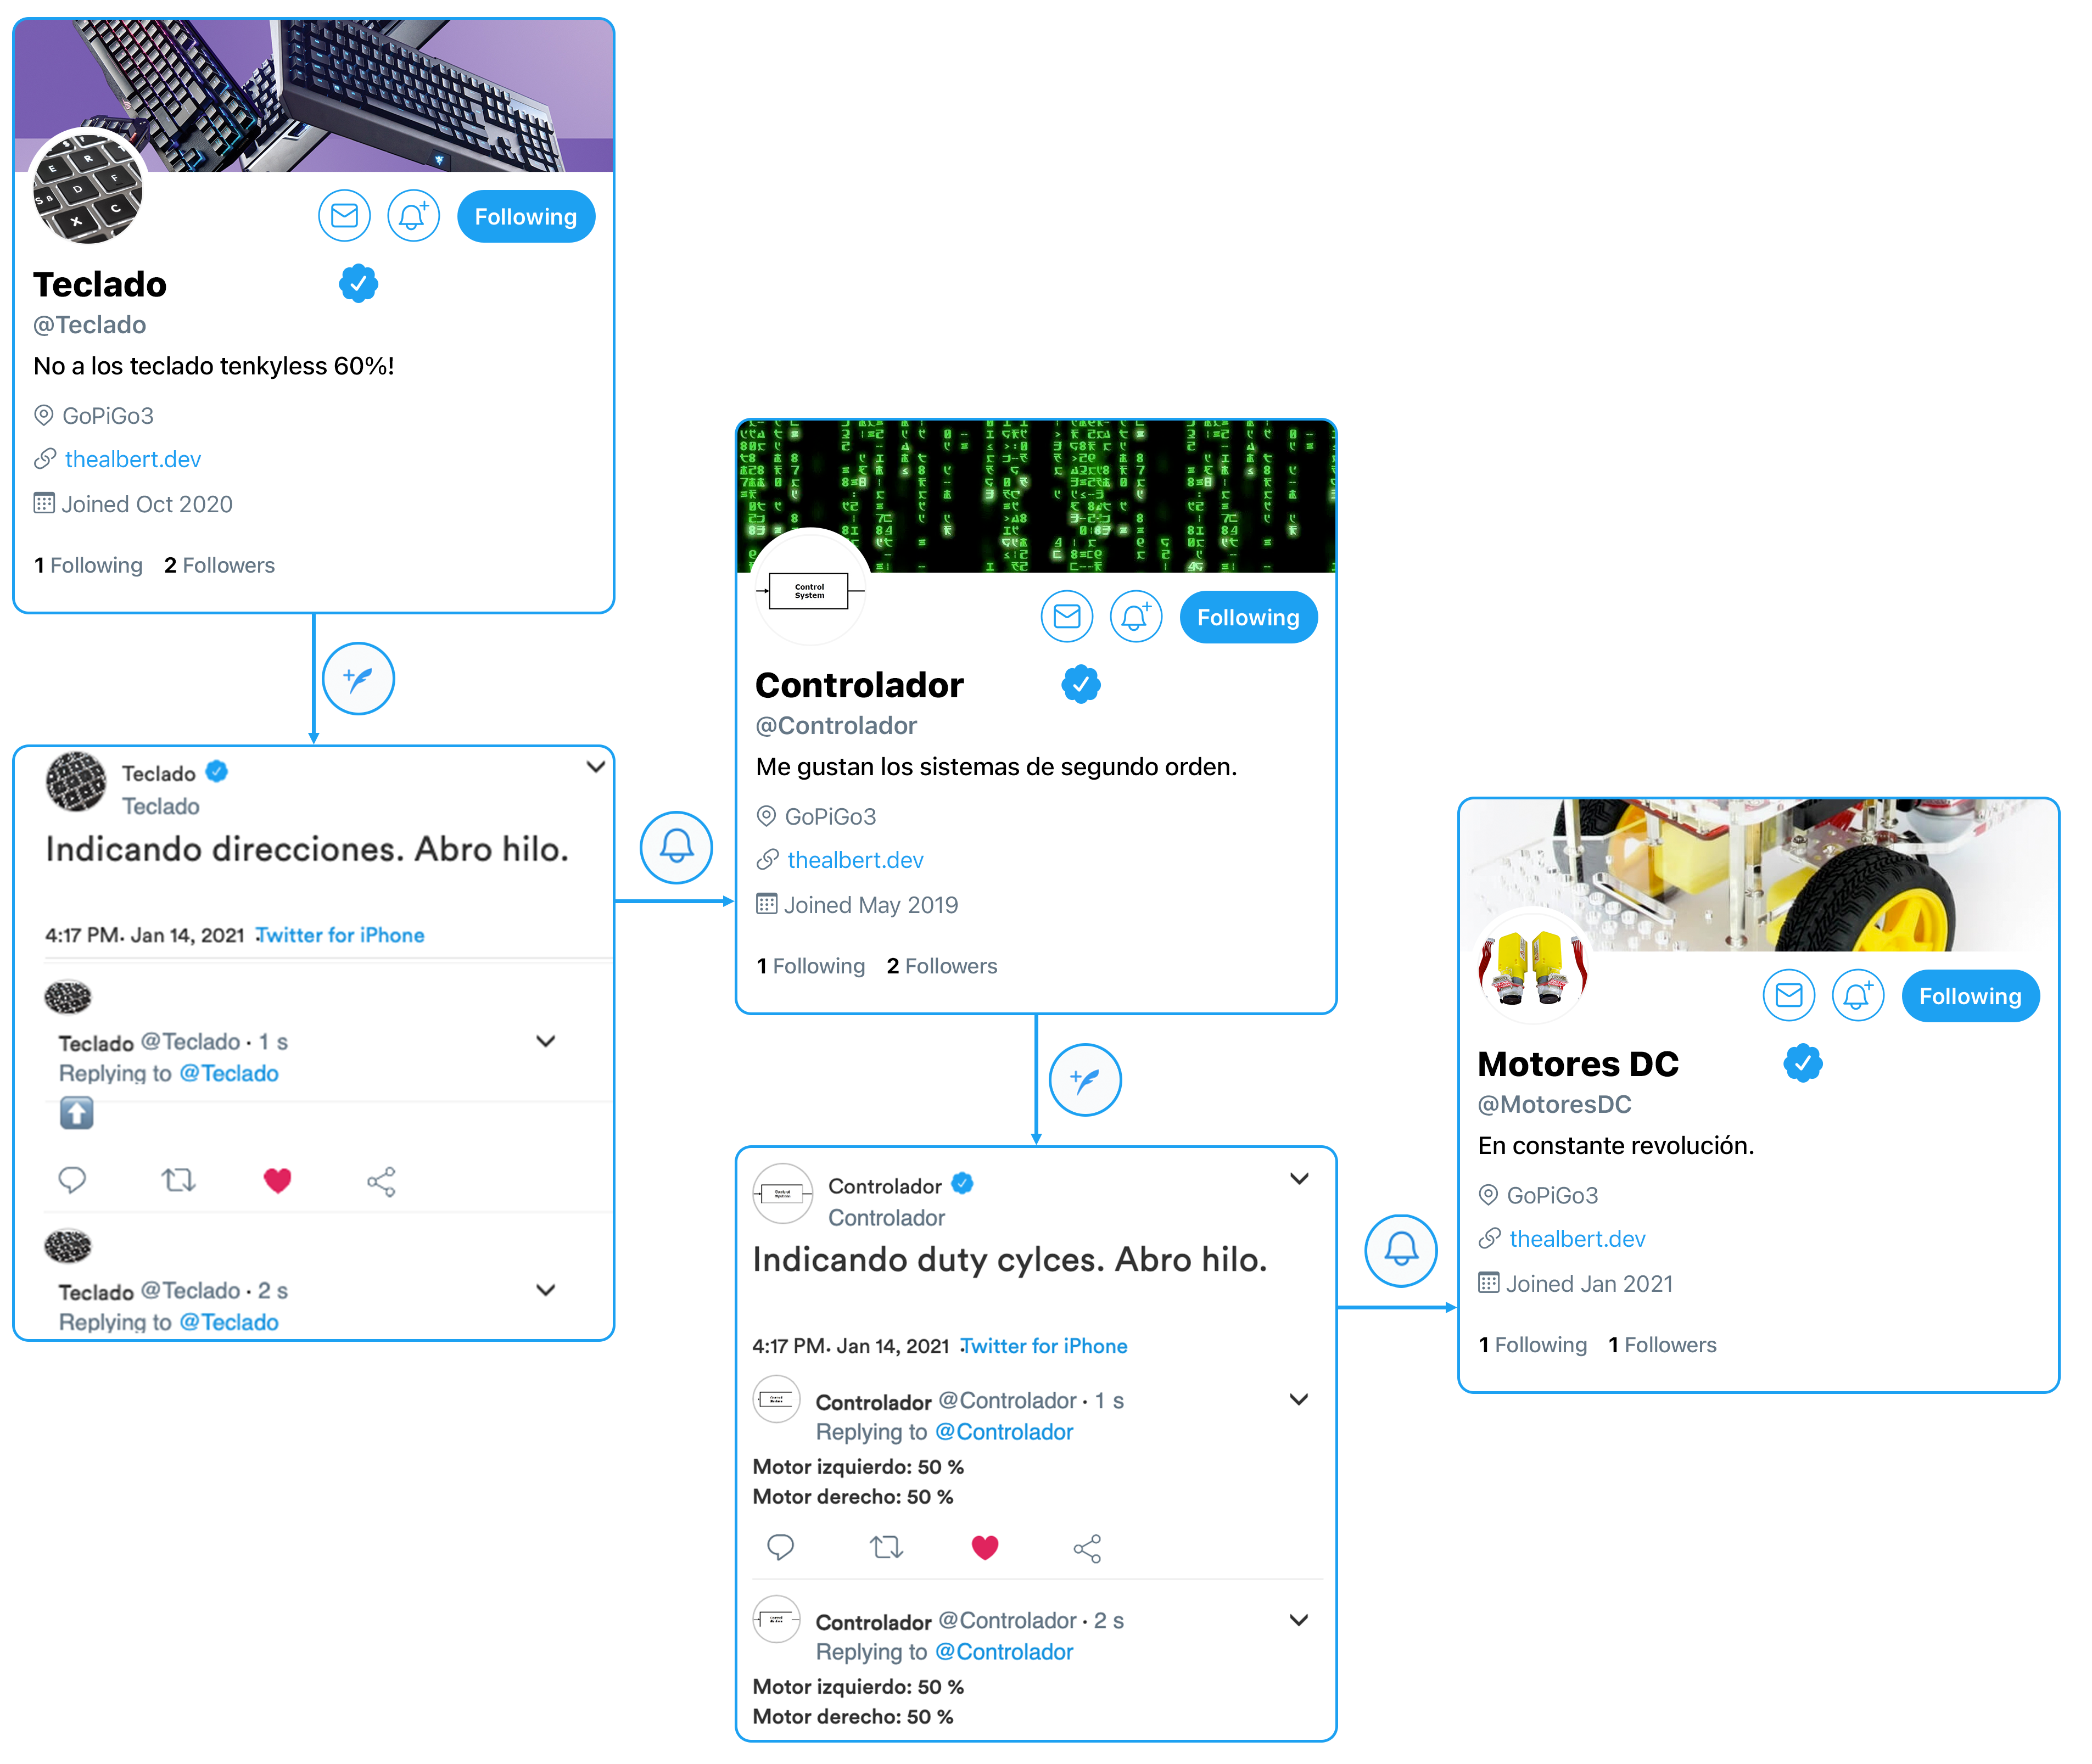 Following
Teclado
@Teclado
No a los teclado tenkyless 60%!
GoPiGo3
thealbert.dev
Joined Oct 2020
1 Following 2 Followers
Teclado
Teclado
Indicando direcciones. Abro hilo.
4:17 PM. Jan 14, 2021 .Twitter for iPhone
Teclado @Teclado · 1 s
Replying to @Teclado
Teclado @Teclado · 2 s
Replying to @Teclado
Control
System
Following
Controlador
@Controlador
Me gustan los sistemas de segundo orden.
GoPiGo3
thealbert.dev
Joined May 2019
1 Following 2 Followers
Controlador
Controlador
Indicando duty cylces. Abro hilo.
4:17 PM. Jan 14, 2021 .Twitter for iPhone
Controlador @Controlador · 1 s
Replying to @Controlador
Motor izquierdo: 50 %
Motor derecho: 50 %
Controlador @Controlador · 2 s
Replying to @Controlador
Motor izquierdo: 50 %
Motor derecho: 50 %
Following
Motores DC
@MotoresDC
En constante revolución.
GoPiGo3
thealbert.dev
Joined Jan 2021
1 Following 1 Followers